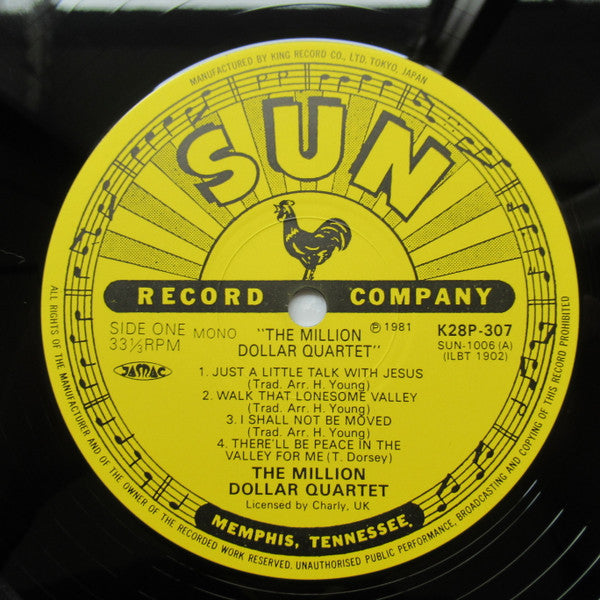 MANUFACTURED BY KING RECORD CO., LTD. TOKYO, JAPAN
SUN
RECORD COMPANY
SIDE ONE MONO "THE MILLION ℗1981 K28P-307
33⅓RPM DOLLAR QUARTET" SUN-1006 (A)
(ILBT 1902)
JASRAC
1. JUST A LITTLE TALK WITH JESUS
(Trad. Arr. H. Young)
2. WALK THAT LONESOME VALLEY
(Trad. Arr. H. Young)
3. I SHALL NOT BE MOVED
(Trad. Arr. H. Young)
4. THERE'LL BE PEACE IN THE
VALLEY FOR ME (T. Dorsey)
THE MILLION
DOLLAR QUARTET
Licensed by Charly, UK
MEMPHIS, TENNESSEE
ALL RIGHTS OF THE MANUFACTURER AND OF THE OWNER OF THE RECORDED WORK RESERVED. UNAUTHORISED PUBLIC PERFORMANCE, BROADCASTING AND COPYING OF THIS RECORD PROHIBITED